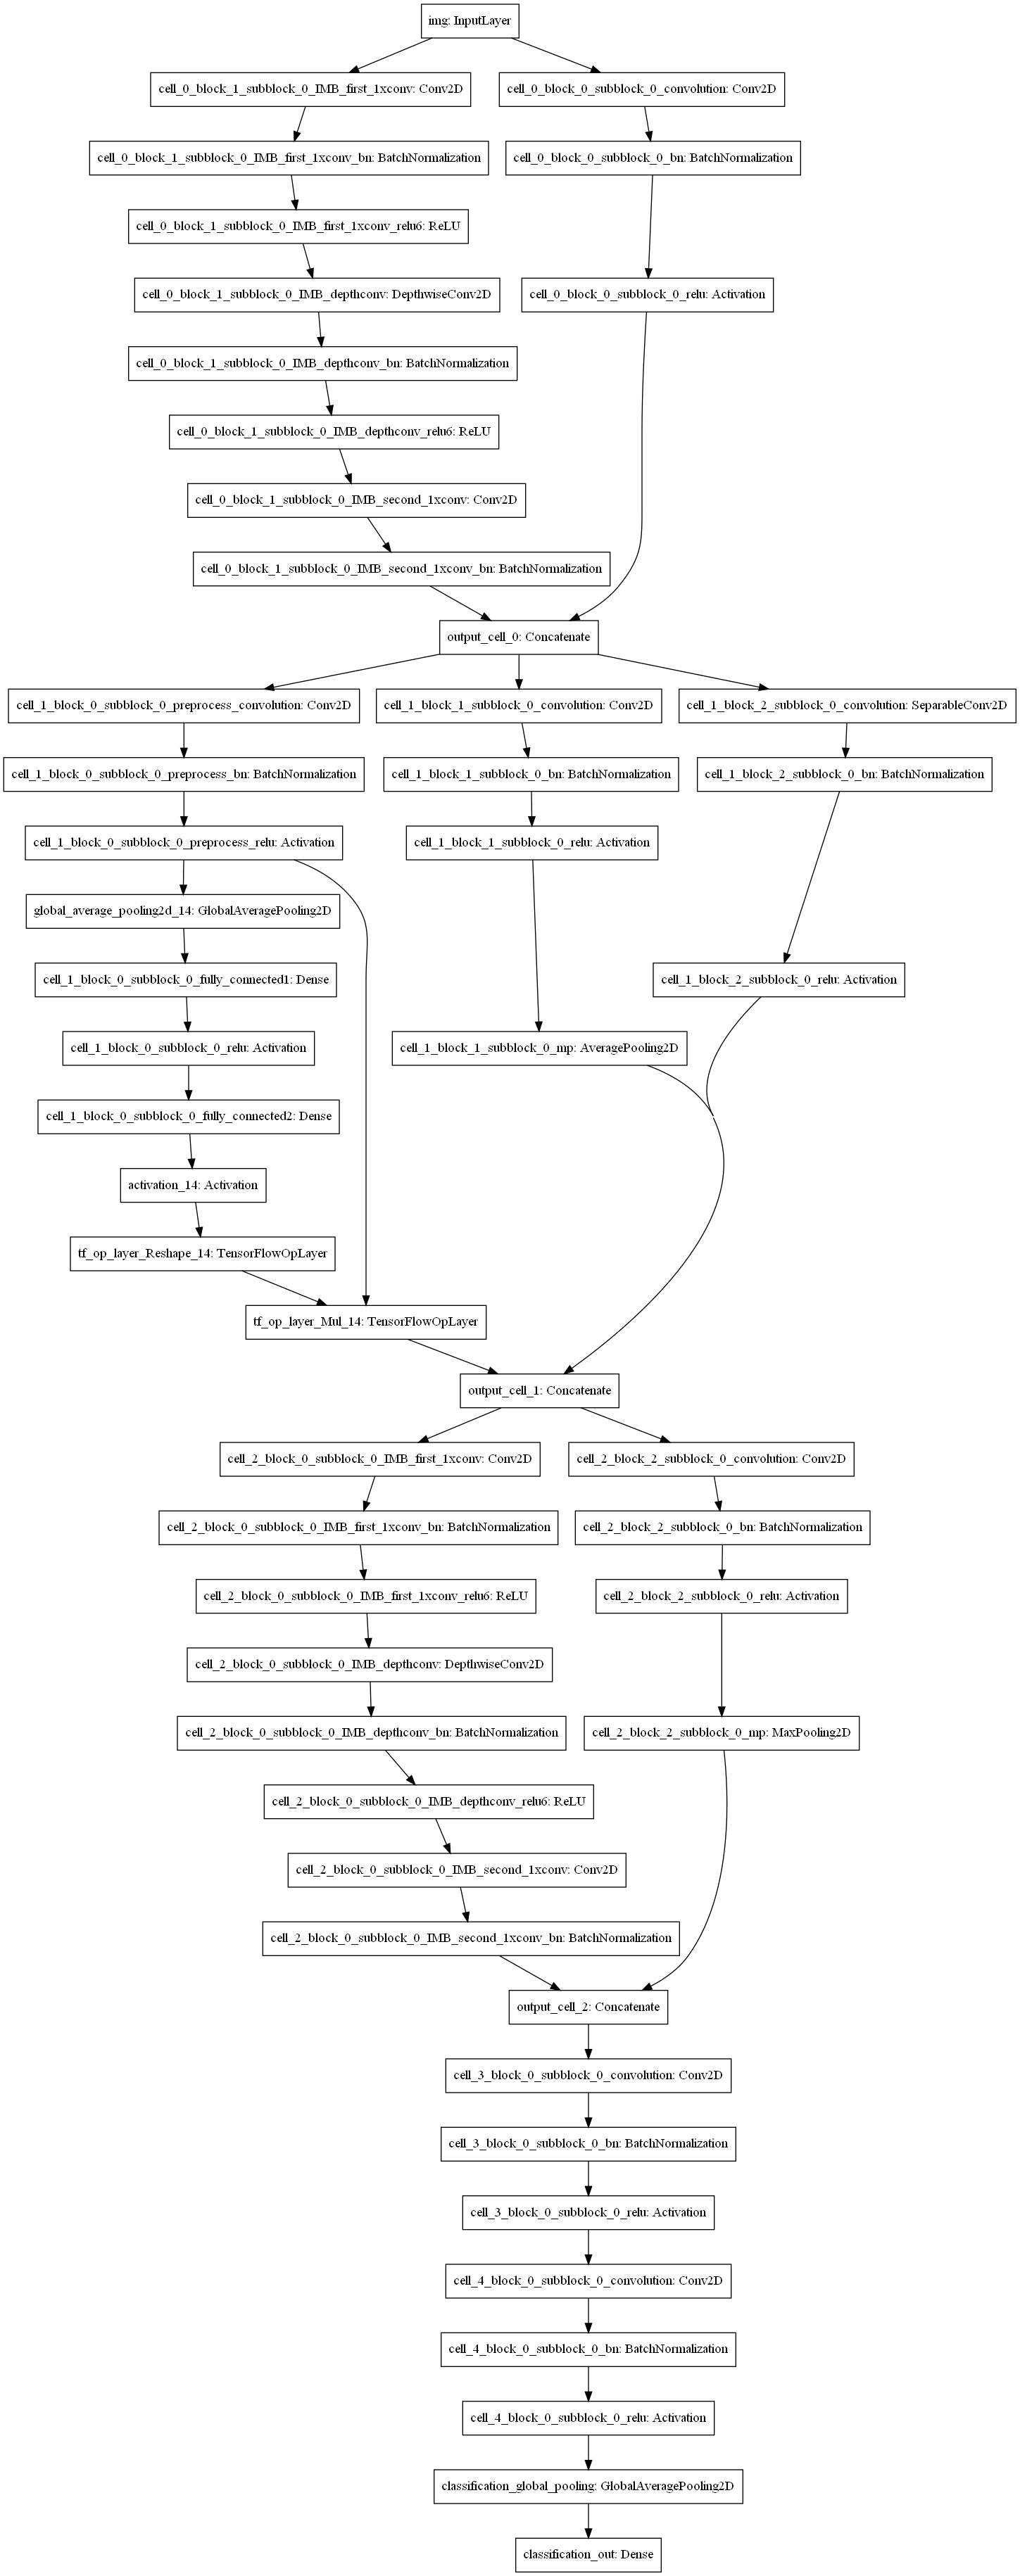 img: InputLayer
cell_0_block_1_subblock_0_IMB_first_1xconv: Conv2D
cell_0_block_0_subblock_0_convolution: Conv2D
cell_0_block_1_subblock_0_IMB_first_1xconv_bn: BatchNormalization
cell_0_block_0_subblock_0_bn: BatchNormalization
cell_0_block_1_subblock_0_IMB_first_1xconv_relu6: ReLU
cell_0_block_1_subblock_0_IMB_depthconv: DepthwiseConv2D
cell_0_block_0_subblock_0_relu: Activation
cell_0_block_1_subblock_0_IMB_depthconv_bn: BatchNormalization
cell_0_block_1_subblock_0_IMB_depthconv_relu6: ReLU
cell_0_block_1_subblock_0_IMB_second_1xconv: Conv2D
cell_0_block_1_subblock_0_IMB_second_1xconv_bn: BatchNormalization
output_cell_0: Concatenate
cell_1_block_0_subblock_0_preprocess_convolution: Conv2D
cell_1_block_1_subblock_0_convolution: Conv2D
cell_1_block_2_subblock_0_convolution: SeparableConv2D
cell_1_block_0_subblock_0_preprocess_bn: BatchNormalization
cell_1_block_1_subblock_0_bn: BatchNormalization
cell_1_block_2_subblock_0_bn: BatchNormalization
cell_1_block_0_subblock_0_preprocess_relu: Activation
cell_1_block_1_subblock_0_relu: Activation
global_average_pooling2d_14: GlobalAveragePooling2D
cell_1_block_0_subblock_0_fully_connected1: Dense
cell_1_block_2_subblock_0_relu: Activation
cell_1_block_0_subblock_0_relu: Activation
cell_1_block_1_subblock_0_mp: AveragePooling2D
cell_1_block_0_subblock_0_fully_connected2: Dense
activation_14: Activation
tf_op_layer_Reshape_14: TensorFlowOpLayer
tf_op_layer_Mul_14: TensorFlowOpLayer
output_cell_1: Concatenate
cell_2_block_0_subblock_0_IMB_first_1xconv: Conv2D
cell_2_block_2_subblock_0_convolution: Conv2D
cell_2_block_0_subblock_0_IMB_first_1xconv_bn: BatchNormalization
cell_2_block_2_subblock_0_bn: BatchNormalization
cell_2_block_0_subblock_0_IMB_first_1xconv_relu6: ReLU
cell_2_block_2_subblock_0_relu: Activation
cell_2_block_0_subblock_0_IMB_depthconv: DepthwiseConv2D
cell_2_block_0_subblock_0_IMB_depthconv_bn: BatchNormalization
cell_2_block_2_subblock_0_mp: MaxPooling2D
cell_2_block_0_subblock_0_IMB_depthconv_relu6: ReLU
cell_2_block_0_subblock_0_IMB_second_1xconv: Conv2D
cell_2_block_0_subblock_0_IMB_second_1xconv_bn: BatchNormalization
output_cell_2: Concatenate
cell_3_block_0_subblock_0_convolution: Conv2D
cell_3_block_0_subblock_0_bn: BatchNormalization
cell_3_block_0_subblock_0_relu: Activation
cell_4_block_0_subblock_0_convolution: Conv2D
cell_4_block_0_subblock_0_bn: BatchNormalization
cell_4_block_0_subblock_0_relu: Activation
classification_global_pooling: GlobalAveragePooling2D
classification_out: Dense